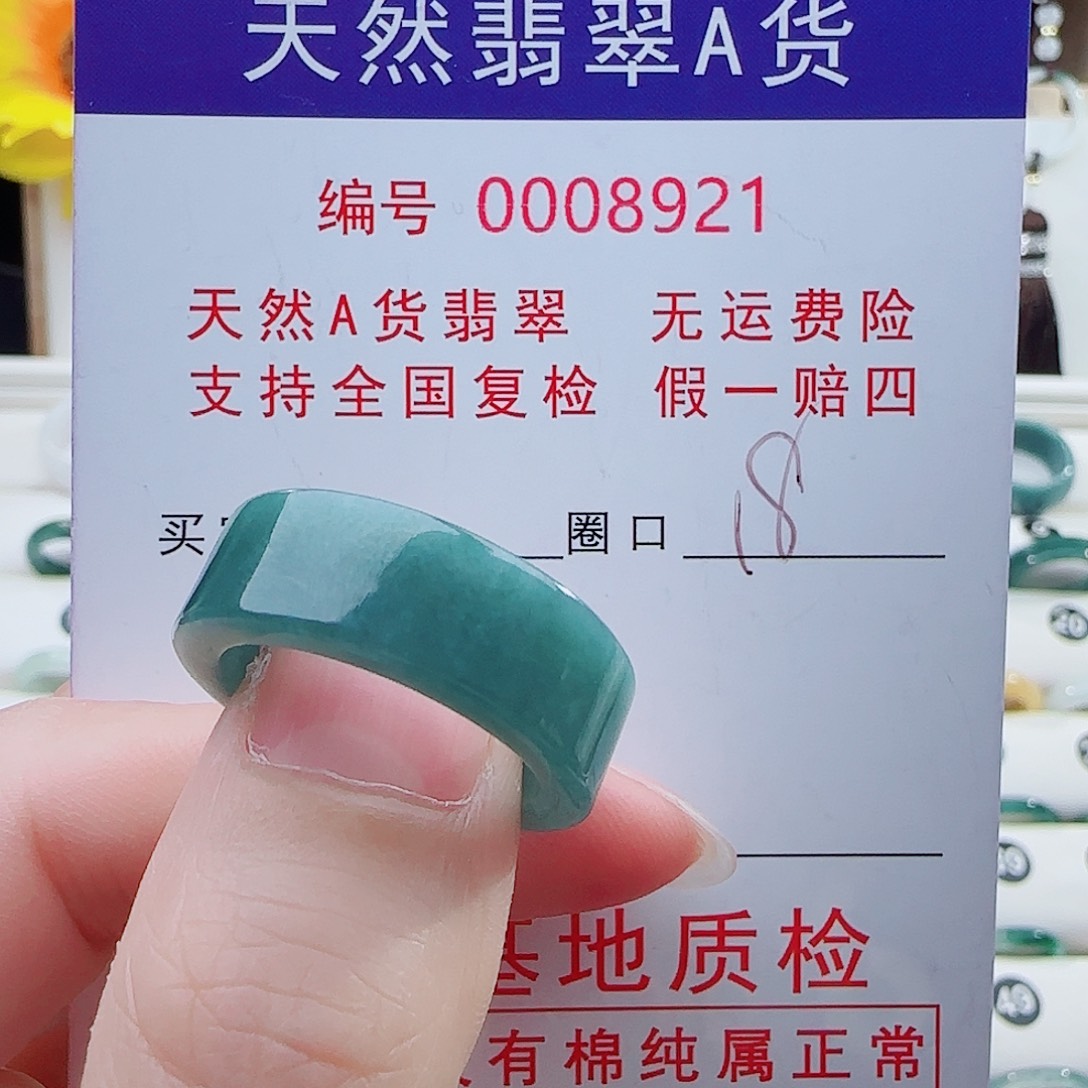 天然翡翠A货
编号 0008921
天然A货翡翠 无运费险
支持全国复检 假一赔四
买 圈口 18
基地质检
有棉纯属正常